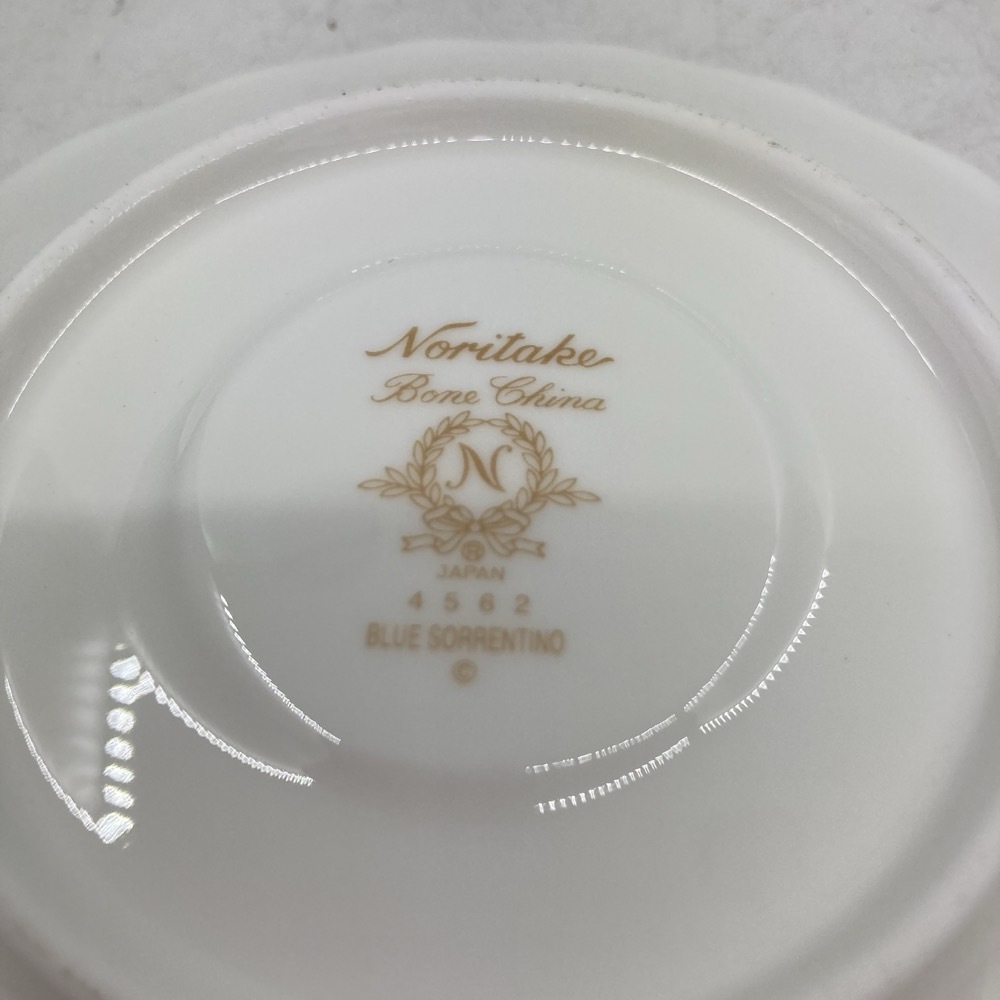 Noritake
Bone China
N
®
JAPAN
4562
BLUE SORRENTINO
©